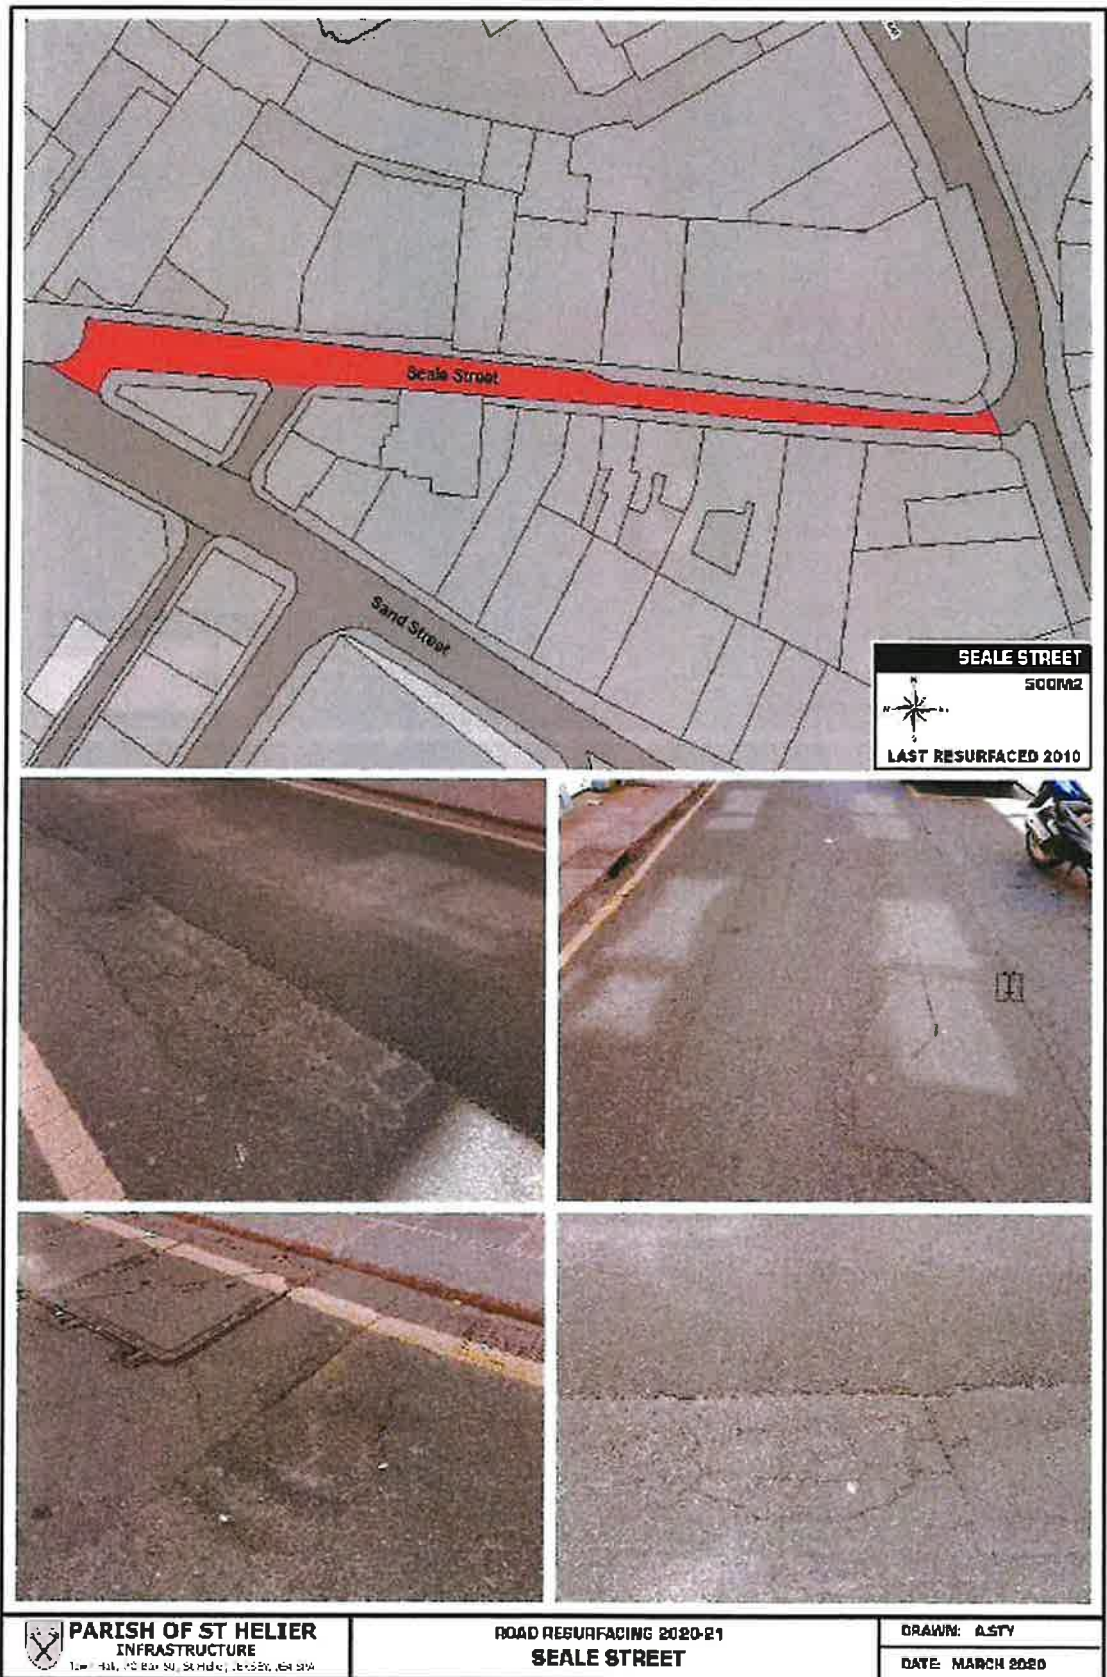 Seale Street
Sand Street
SEALE STREET
500M2
N
LAST RESURFACED 2010
PARISH OF ST HELIER
INFRASTRUCTURE
ROAD RESURFACING 2020-21
SEALE STREET
DRAWN: A.STY
DATE: MARCH 2020